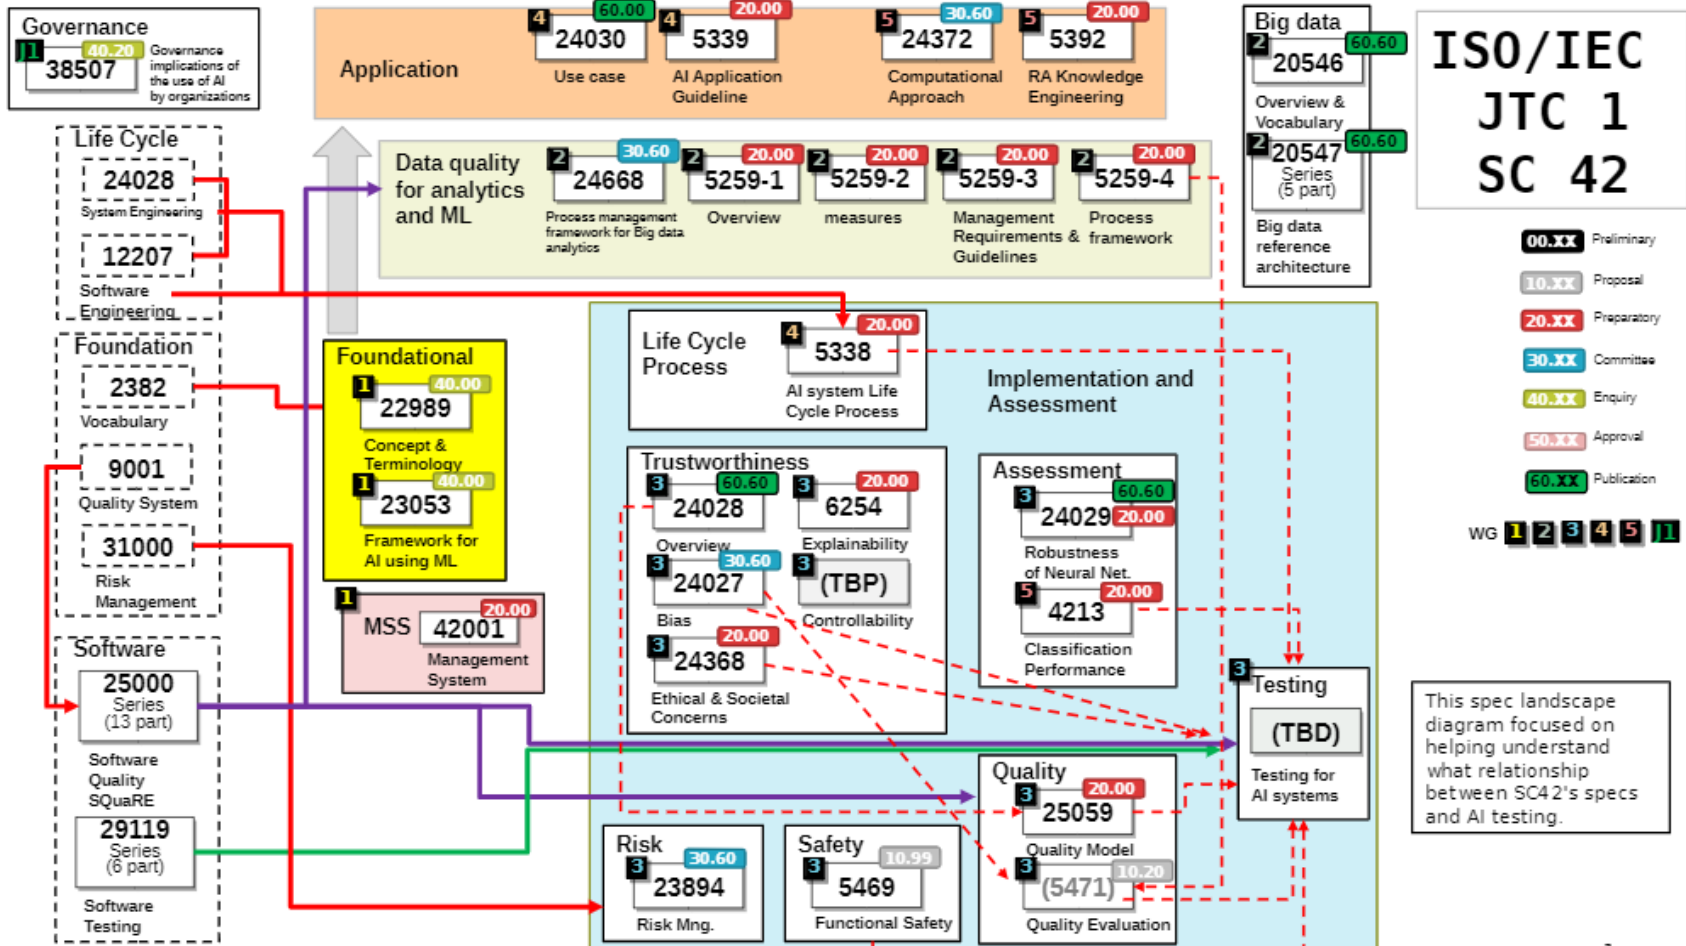 Governance
J1
40.20
38507
Governance
implications of
the use of AI
by organizations
Application
4
60.00
24030
Use case
4
20.00
5339
AI Application
Guideline
5
30.60
24372
Computational
Approach
5
20.00
5392
RA Knowledge
Engineering
Big data
2
60.60
20546
Overview &
Vocabulary
2
60.60
20547
Series
(5 part)
Big data
reference
architecture
ISO/IEC
JTC 1
SC 42
Life Cycle
24028
System Engineering
12207
Software
Engineering
Data quality
for analytics
and ML
2
30.60
24668
Process management
framework for Big data
analytics
2
20.00
5259-1
Overview
2
20.00
5259-2
measures
2
20.00
5259-3
Management
Requirements &
Guidelines
2
20.00
5259-4
Process
framework
00.XX Preliminary
10.XX Proposal
20.XX Preparatory
30.XX Committee
40.XX Enquiry
50.XX Approval
60.XX Publication
WG 1 2 3 4 5 J1
Foundation
2382
Vocabulary
9001
Quality System
31000
Risk
Management
Foundational
1
40.00
22989
Concept &
Terminology
1
40.00
23053
Framework for
AI using ML
1
MSS
20.00
42001
Management
System
Life Cycle
Process
4
20.00
5338
AI system Life
Cycle Process
Implementation and
Assessment
Trustworthiness
3
60.60
24028
Overview
3
20.00
6254
Explainability
3
30.60
24027
Bias
3
(TBP)
Controllability
3
20.00
24368
Ethical & Societal
Concerns
Assessment
3
60.60
24029
20.00
Robustness
of Neural Net.
5
20.00
4213
Classification
Performance
Software
25000
Series
(13 part)
Software
Quality
SQuaRE
29119
Series
(6 part)
Software
Testing
3
Testing
(TBD)
Testing for
AI systems
Quality
3
20.00
25059
Quality Model
3
10.20
(5471)
Quality Evaluation
Risk
3
30.60
23894
Risk Mng.
Safety
3
10.99
5469
Functional Safety
This spec landscape
diagram focused on
helping understand
what relationship
between SC42's specs
and AI testing.